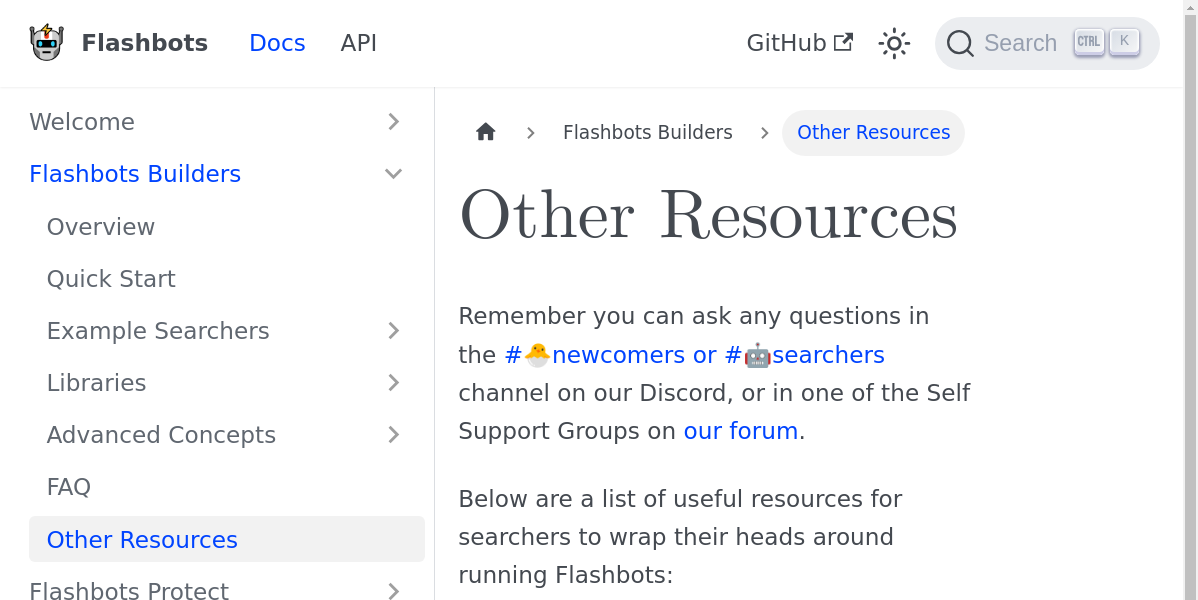 Flashbots Docs API GitHub Search CTRL K
Welcome
Flashbots Builders
Overview
Quick Start
Example Searchers
Libraries
Advanced Concepts
FAQ
Other Resources
Flashbots Protect
Flashbots Builders Other Resources
Other Resources
Remember you can ask any questions in
the #🐣newcomers or #🤖searchers
channel on our Discord, or in one of the Self
Support Groups on our forum.
Below are a list of useful resources for
searchers to wrap their heads around
running Flashbots: